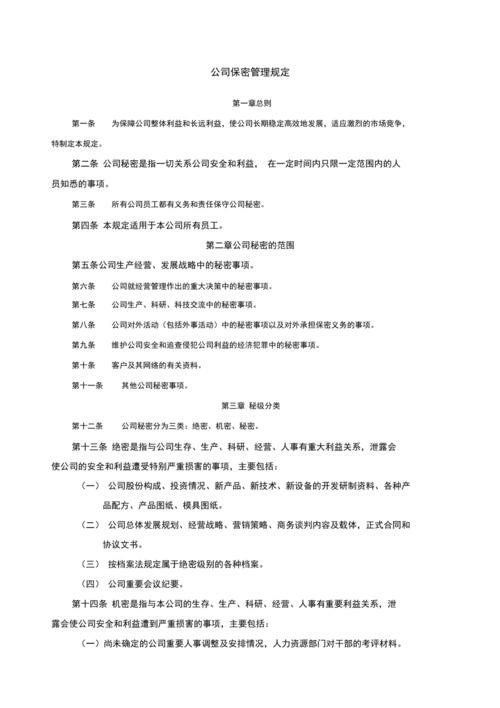 公司保密管理规定
第一章总则
第一条 为保障公司整体利益和长远利益，使公司长期稳定高效地发展，适应激烈的市场竞争，
特制定本规定。
第二条 公司秘密是指一切关系公司安全和利益， 在一定时间内只限一定范围内的人
员知悉的事项。
第三条 所有公司员工都有义务和责任保守公司秘密。
第四条 本规定适用于本公司所有员工。
第二章公司秘密的范围
第五条公司生产经营、发展战略中的秘密事项。
第六条 公司就经营管理作出的重大决策中的秘密事项。
第七条 公司生产、科研、科技交流中的秘密事项。
第八条 公司对外活动（包括外事活动）中的秘密事项以及对外承担保密义务的事项。
第九条 维护公司安全和追查侵犯公司利益的经济犯罪中的秘密事项。
第十条 客户及其网络的有关资料。
第十一条 其他公司秘密事项。
第三章 秘级分类
第十二条 公司秘密分为三类：绝密、机密、秘密。
第十三条 绝密是指与公司生存、生产、科研、经营、人事有重大利益关系，泄露会
使公司的安全和利益遭受特别严重损害的事项，主要包括：
（一） 公司股份构成、投资情况、新产品、新技术、新设备的开发研制资料、各种产
品配方、产品图纸、模具图纸。
（二） 公司总体发展规划、经营战略、营销策略、商务谈判内容及载体，正式合同和
协议文书。
（三） 按档案法规定属于绝密级别的各种档案。
（四） 公司重要会议纪要。
第十四条 机密是指与本公司的生存、生产、科研、经营、人事有重要利益关系，泄
露会使公司安全和利益遭到严重损害的事项，主要包括：
（一）尚未确定的公司重要人事调整及安排情况，人力资源部门对干部的考评材料。